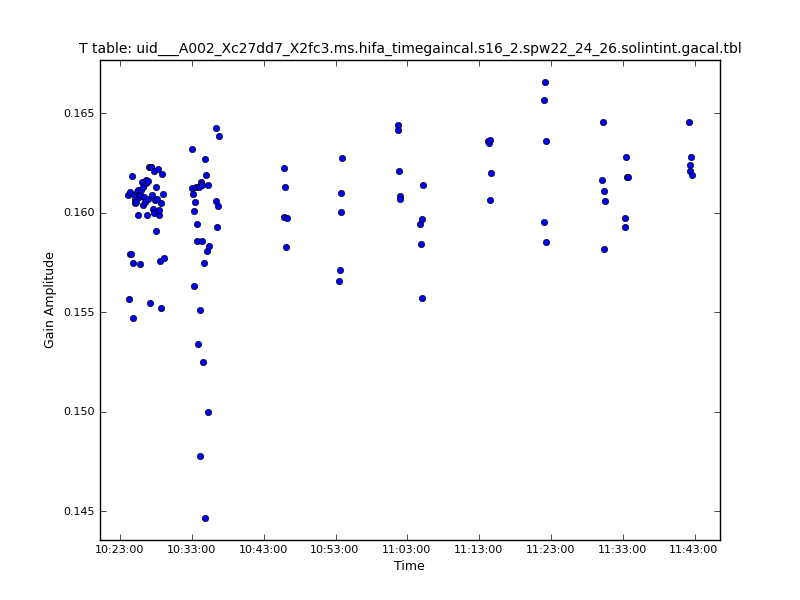 T table: uid___A002_Xc27dd7_X2fc3.ms.hifa_timegaincal.s16_2.spw22_24_26.solintint.gacal.tbl
0.165
0.160
0.155
0.150
0.145
Gain Amplitude
10:23:00 10:33:00 10:43:00 10:53:00 11:03:00 11:13:00 11:23:00 11:33:00 11:43:00
Time